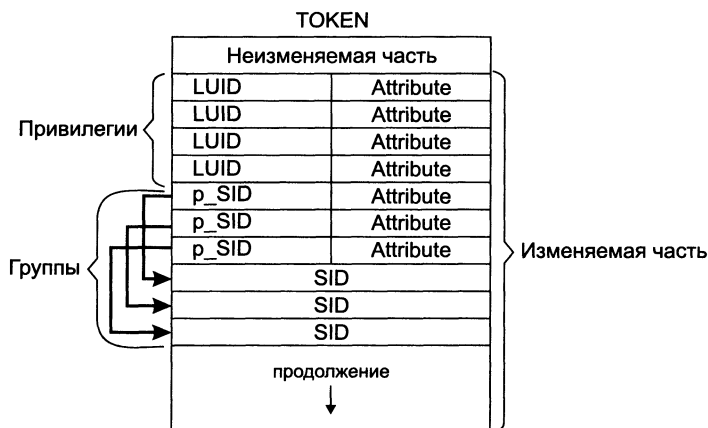 TOKEN
Неизменяемая часть
LUID Attribute
LUID Attribute
Привилегии
LUID Attribute
LUID Attribute
p_SID Attribute
p_SID Attribute
p_SID Attribute
Изменяемая часть
Группы
SID
SID
SID
продолжение